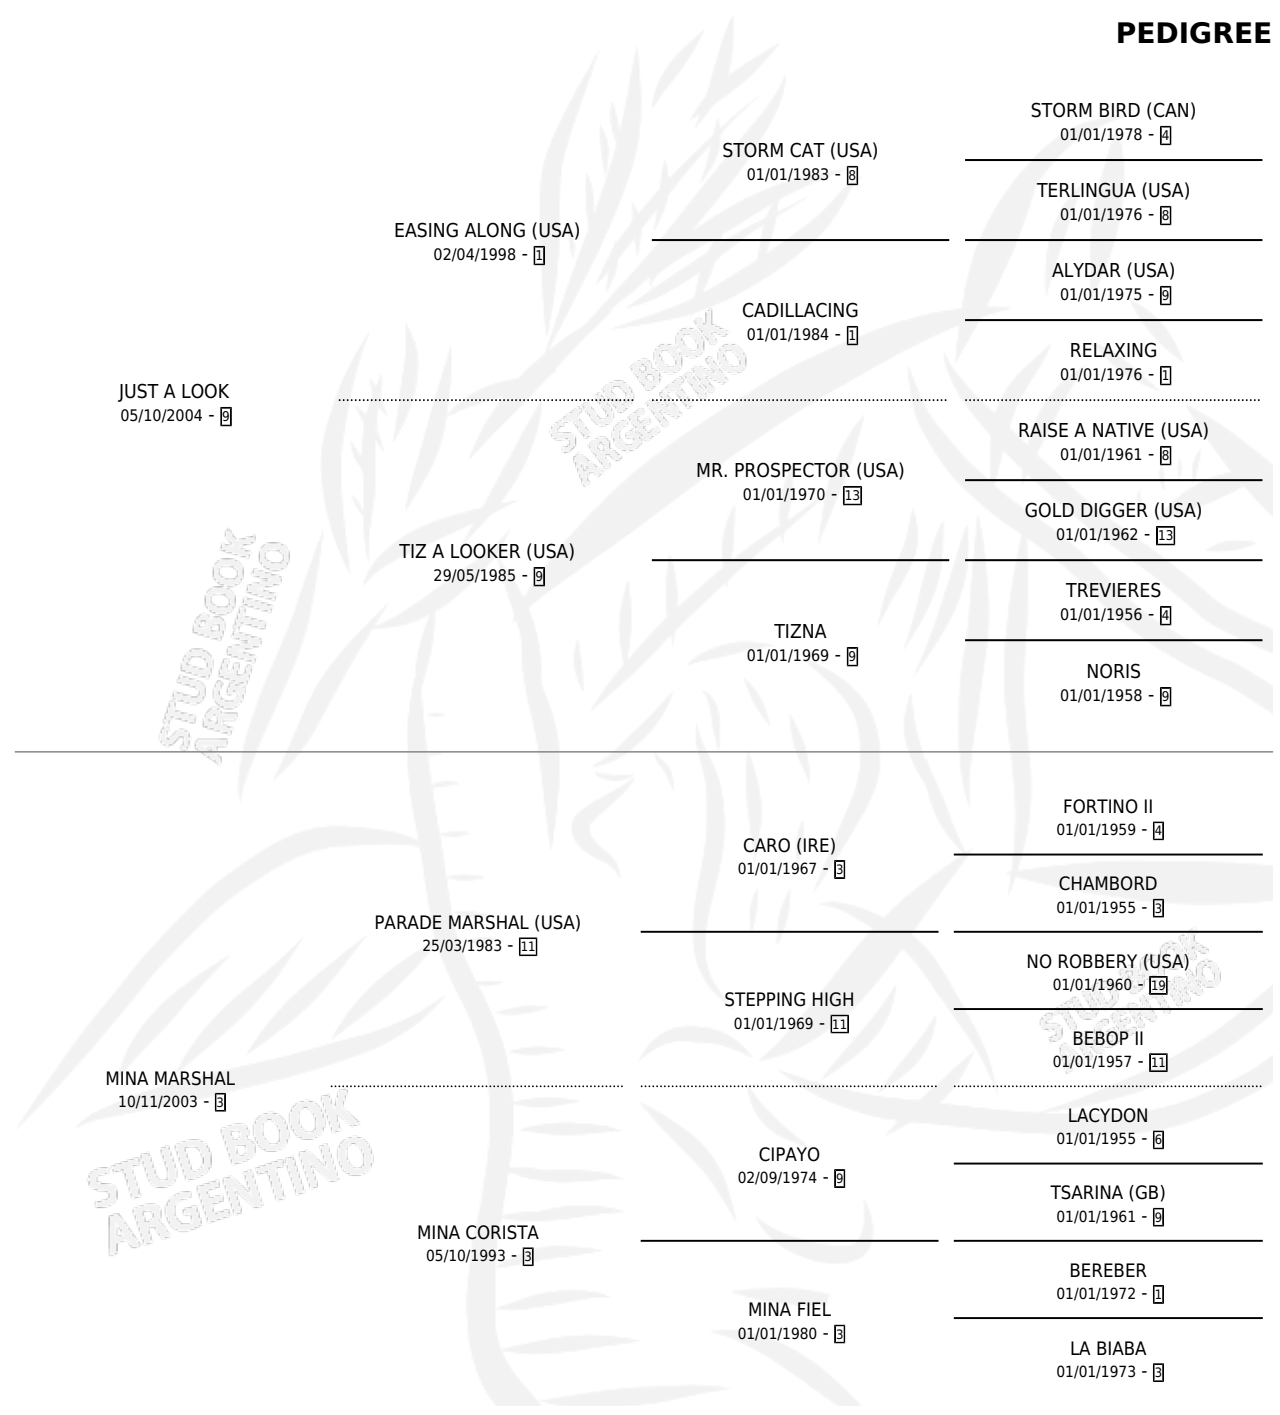 PEDIGREE
STORM BIRD (CAN)
01/01/1978 - 4
STORM CAT (USA)
01/01/1983 - 8
TERLINGUA (USA)
01/01/1976 - 8
EASING ALONG (USA)
02/04/1998 - 1
ALYDAR (USA)
01/01/1975 - 9
CADILLACING
01/01/1984 - 1
RELAXING
01/01/1976 - 1
JUST A LOOK
05/10/2004 - 9
STUD BOOK
ARGENTINO
RAISE A NATIVE (USA)
01/01/1961 - 8
MR. PROSPECTOR (USA)
01/01/1970 - 13
GOLD DIGGER (USA)
01/01/1962 - 13
TIZ A LOOKER (USA)
29/05/1985 - 9
TREVIERES
01/01/1956 - 4
TIZNA
01/01/1969 - 9
NORIS
01/01/1958 - 9
STUD BOOK
ARGENTINO
FORTINO II
01/01/1959 - 4
CARO (IRE)
01/01/1967 - 3
CHAMBORD
01/01/1955 - 3
PARADE MARSHAL (USA)
25/03/1983 - 11
NO ROBBERY (USA)
01/01/1960 - 19
STEPPING HIGH
01/01/1969 - 11
STUD BOOK
ARGENTINO
BEBOP II
01/01/1957 - 11
MINA MARSHAL
10/11/2003 - 3
LACYDON
01/01/1955 - 6
CIPAYO
02/09/1974 - 9
TSARINA (GB)
01/01/1961 - 9
STUD BOOK
ARGENTINO
MINA CORISTA
05/10/1993 - 3
BEREBER
01/01/1972 - 1
MINA FIEL
01/01/1980 - 3
LA BIABA
01/01/1973 - 3